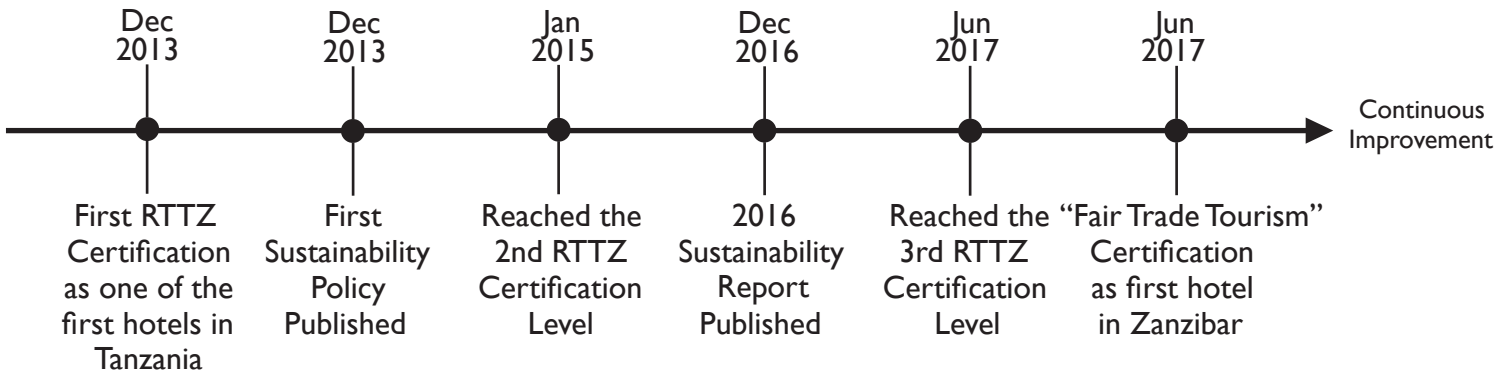 Dec
2013
Dec
2013
Jan
2015
Dec
2016
Jun
2017
Jun
2017
Continuous
Improvement
First RTTZ
Certification
as one of the
first hotels in
Tanzania
First
Sustainability
Policy
Published
Reached the
2nd RTTZ
Certification
Level
2016
Sustainability
Report
Published
Reached the
3rd RTTZ
Certification
Level
“Fair Trade Tourism”
Certification
as first hotel
in Zanzibar